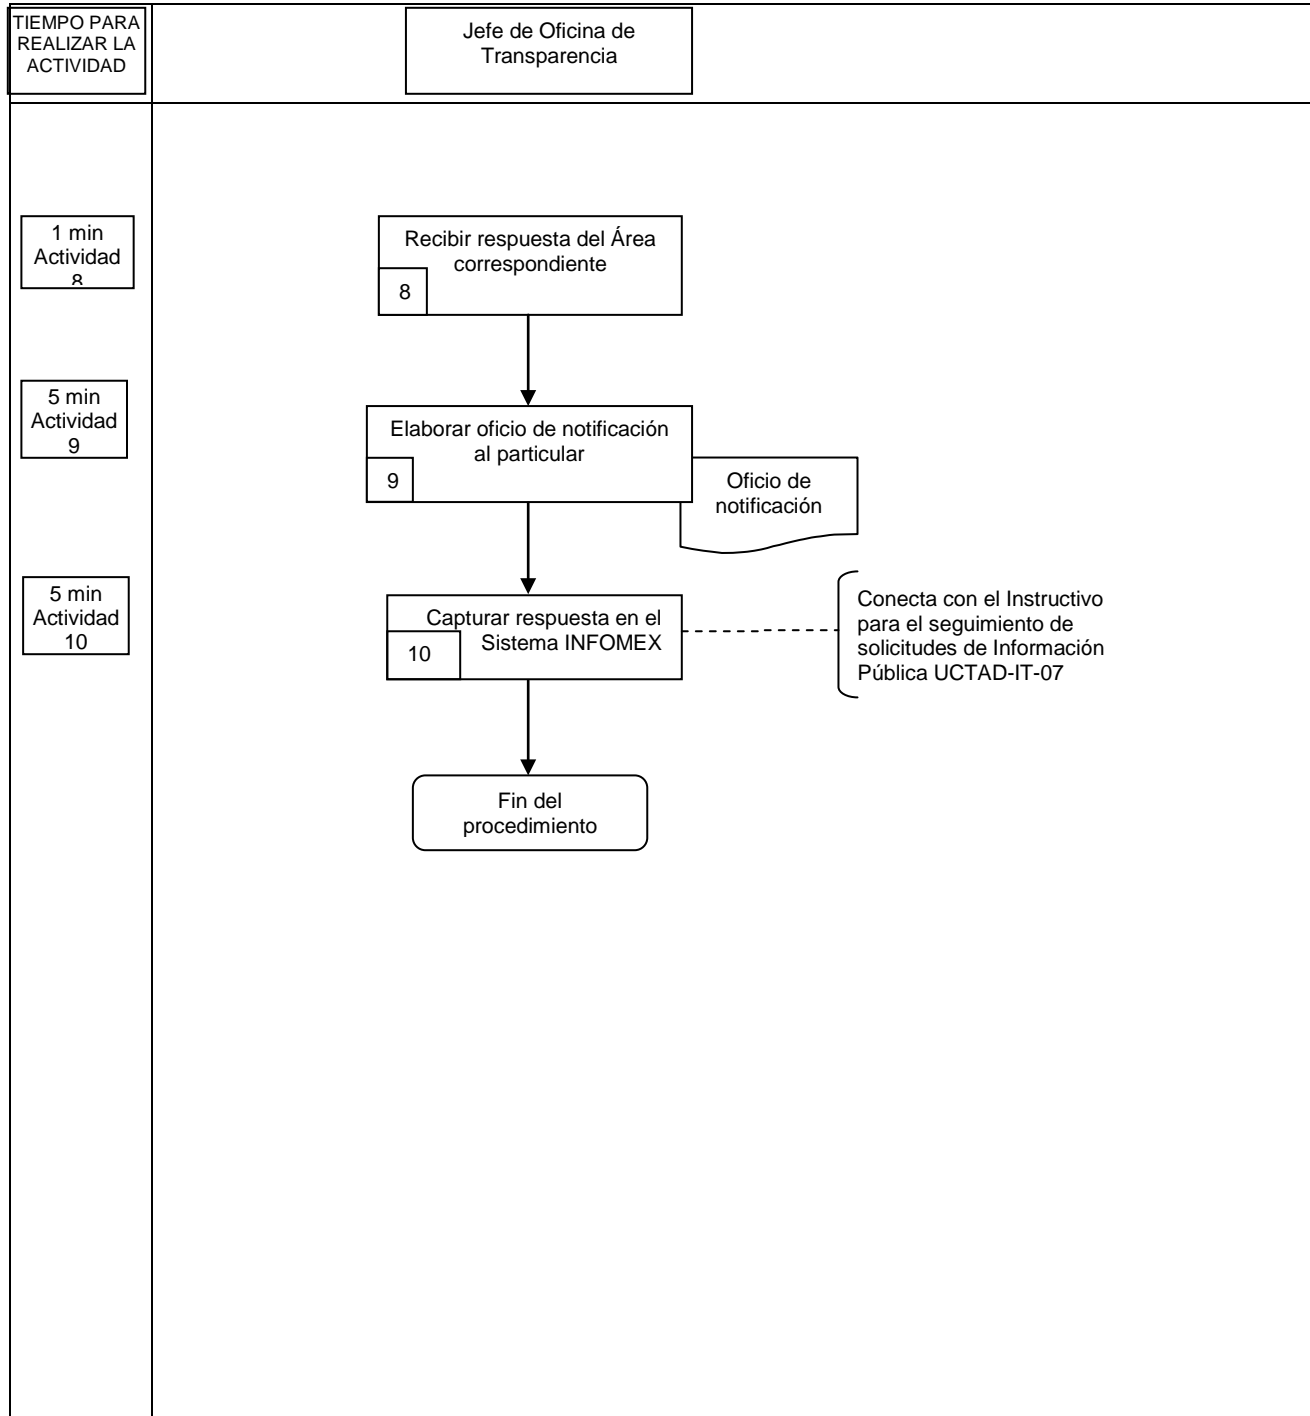 TIEMPO PARA
REALIZAR LA
ACTIVIDAD
Jefe de Oficina de
Transparencia
1 min
Actividad
8
Recibir respuesta del Área
correspondiente
8
5 min
Actividad
9
Elaborar oficio de notificación
al particular
9
Oficio de
notificación
5 min
Actividad
10
Capturar respuesta en el
Sistema INFOMEX
10
Conecta con el Instructivo
para el seguimiento de
solicitudes de Información
Pública UCTAD-IT-07
Fin del
procedimiento